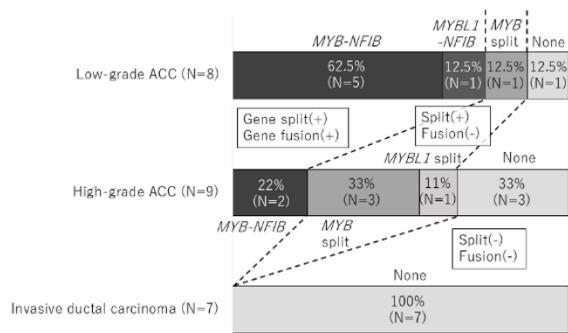 MYB-NFIB
MYBL1
-NFIB
MYB
split
None
Low-grade ACC (N=8)
62.5%
(N=5)
12.5%
(N=1)
12.5%
(N=1)
12.5%
(N=1)
Gene split(+)
Gene fusion(+)
Split(+)
Fusion(-)
MYBL1 split
None
High-grade ACC (N=9)
22%
(N=2)
33%
(N=3)
11%
(N=1)
33%
(N=3)
MYB-NFIB
MYB
split
Split(-)
Fusion(-)
None
Invasive ductal carcinoma (N=7)
100%
(N=7)